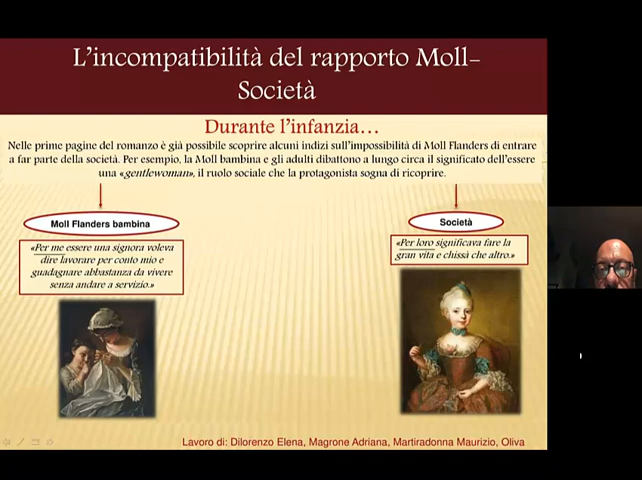 L'incompatibilità del rapporto Moll-
Società
Durante l'infanzia…
Nelle prime pagine del romanzo è già possibile scoprire alcuni indizi sull'impossibilità di Moll Flanders di entrare
a far parte della società. Per esempio, la Moll bambina e gli adulti dibattono a lungo circa il significato dell'essere
una «gentlewoman», il ruolo sociale che la protagonista sogna di ricoprire.
Moll Flanders bambina
«Per me essere una signora voleva
dire lavorare per conto mio e
guadagnare abbastanza da vivere
senza andare a servizio.»
Società
«Per loro significava fare la
gran vita e chissà che altro.»
Lavoro di: Dilorenzo Elena, Magrone Adriana, Martiradonna Maurizio, Oliva